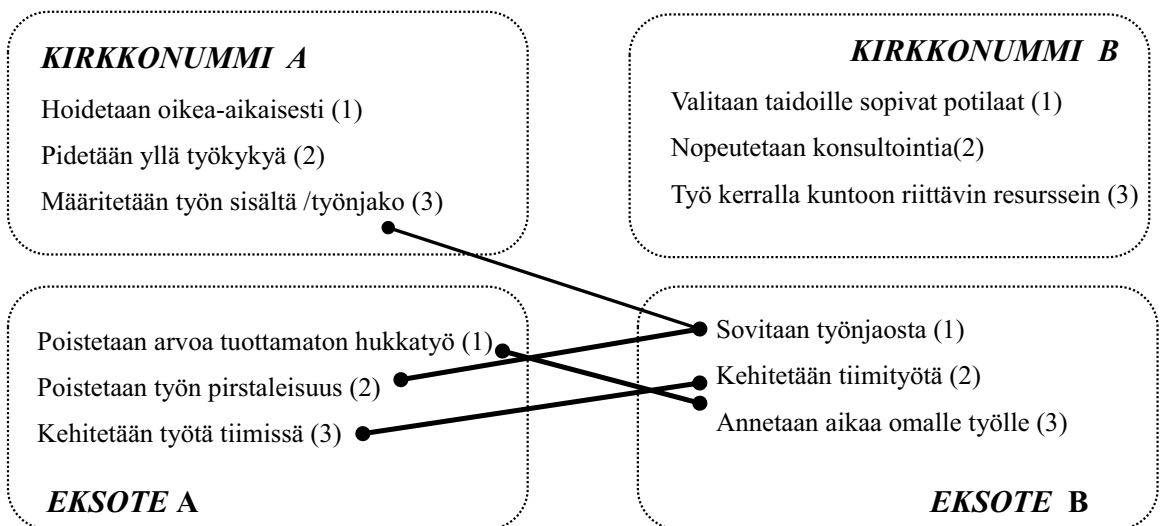 KIRKKONUMMI A
Hoidetaan oikea-aikaisesti (1)
Pidetään yllä työkykyä (2)
Määritetään työn sisältä /työnjako (3)
KIRKKONUMMI B
Valitaan taidoille sopivat potilaat (1)
Nopeutetaan konsultointia(2)
Työ kerralla kuntoon riittävin resurssein (3)
Poistetaan arvoa tuottamaton hukkatyö (1)
Poistetaan työn pirstaleisuus (2)
Kehitetään työtä tiimissä (3)
EKSOTE A
Sovitaan työnjaosta (1)
Kehitetään tiimityötä (2)
Annetaan aikaa omalle työlle (3)
EKSOTE B